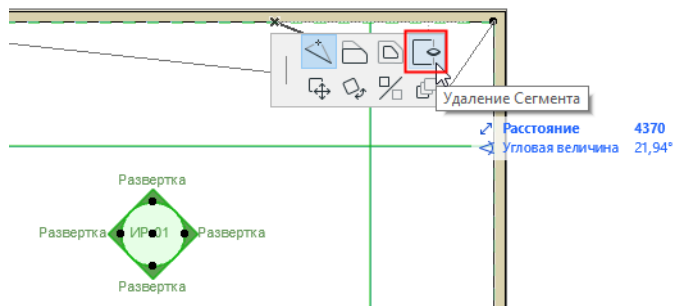 Удаление Сегмента
Расстояние 4370
Угловая величина 21,94°
Развертка
Развертка ИР-01 Развертка
Развертка